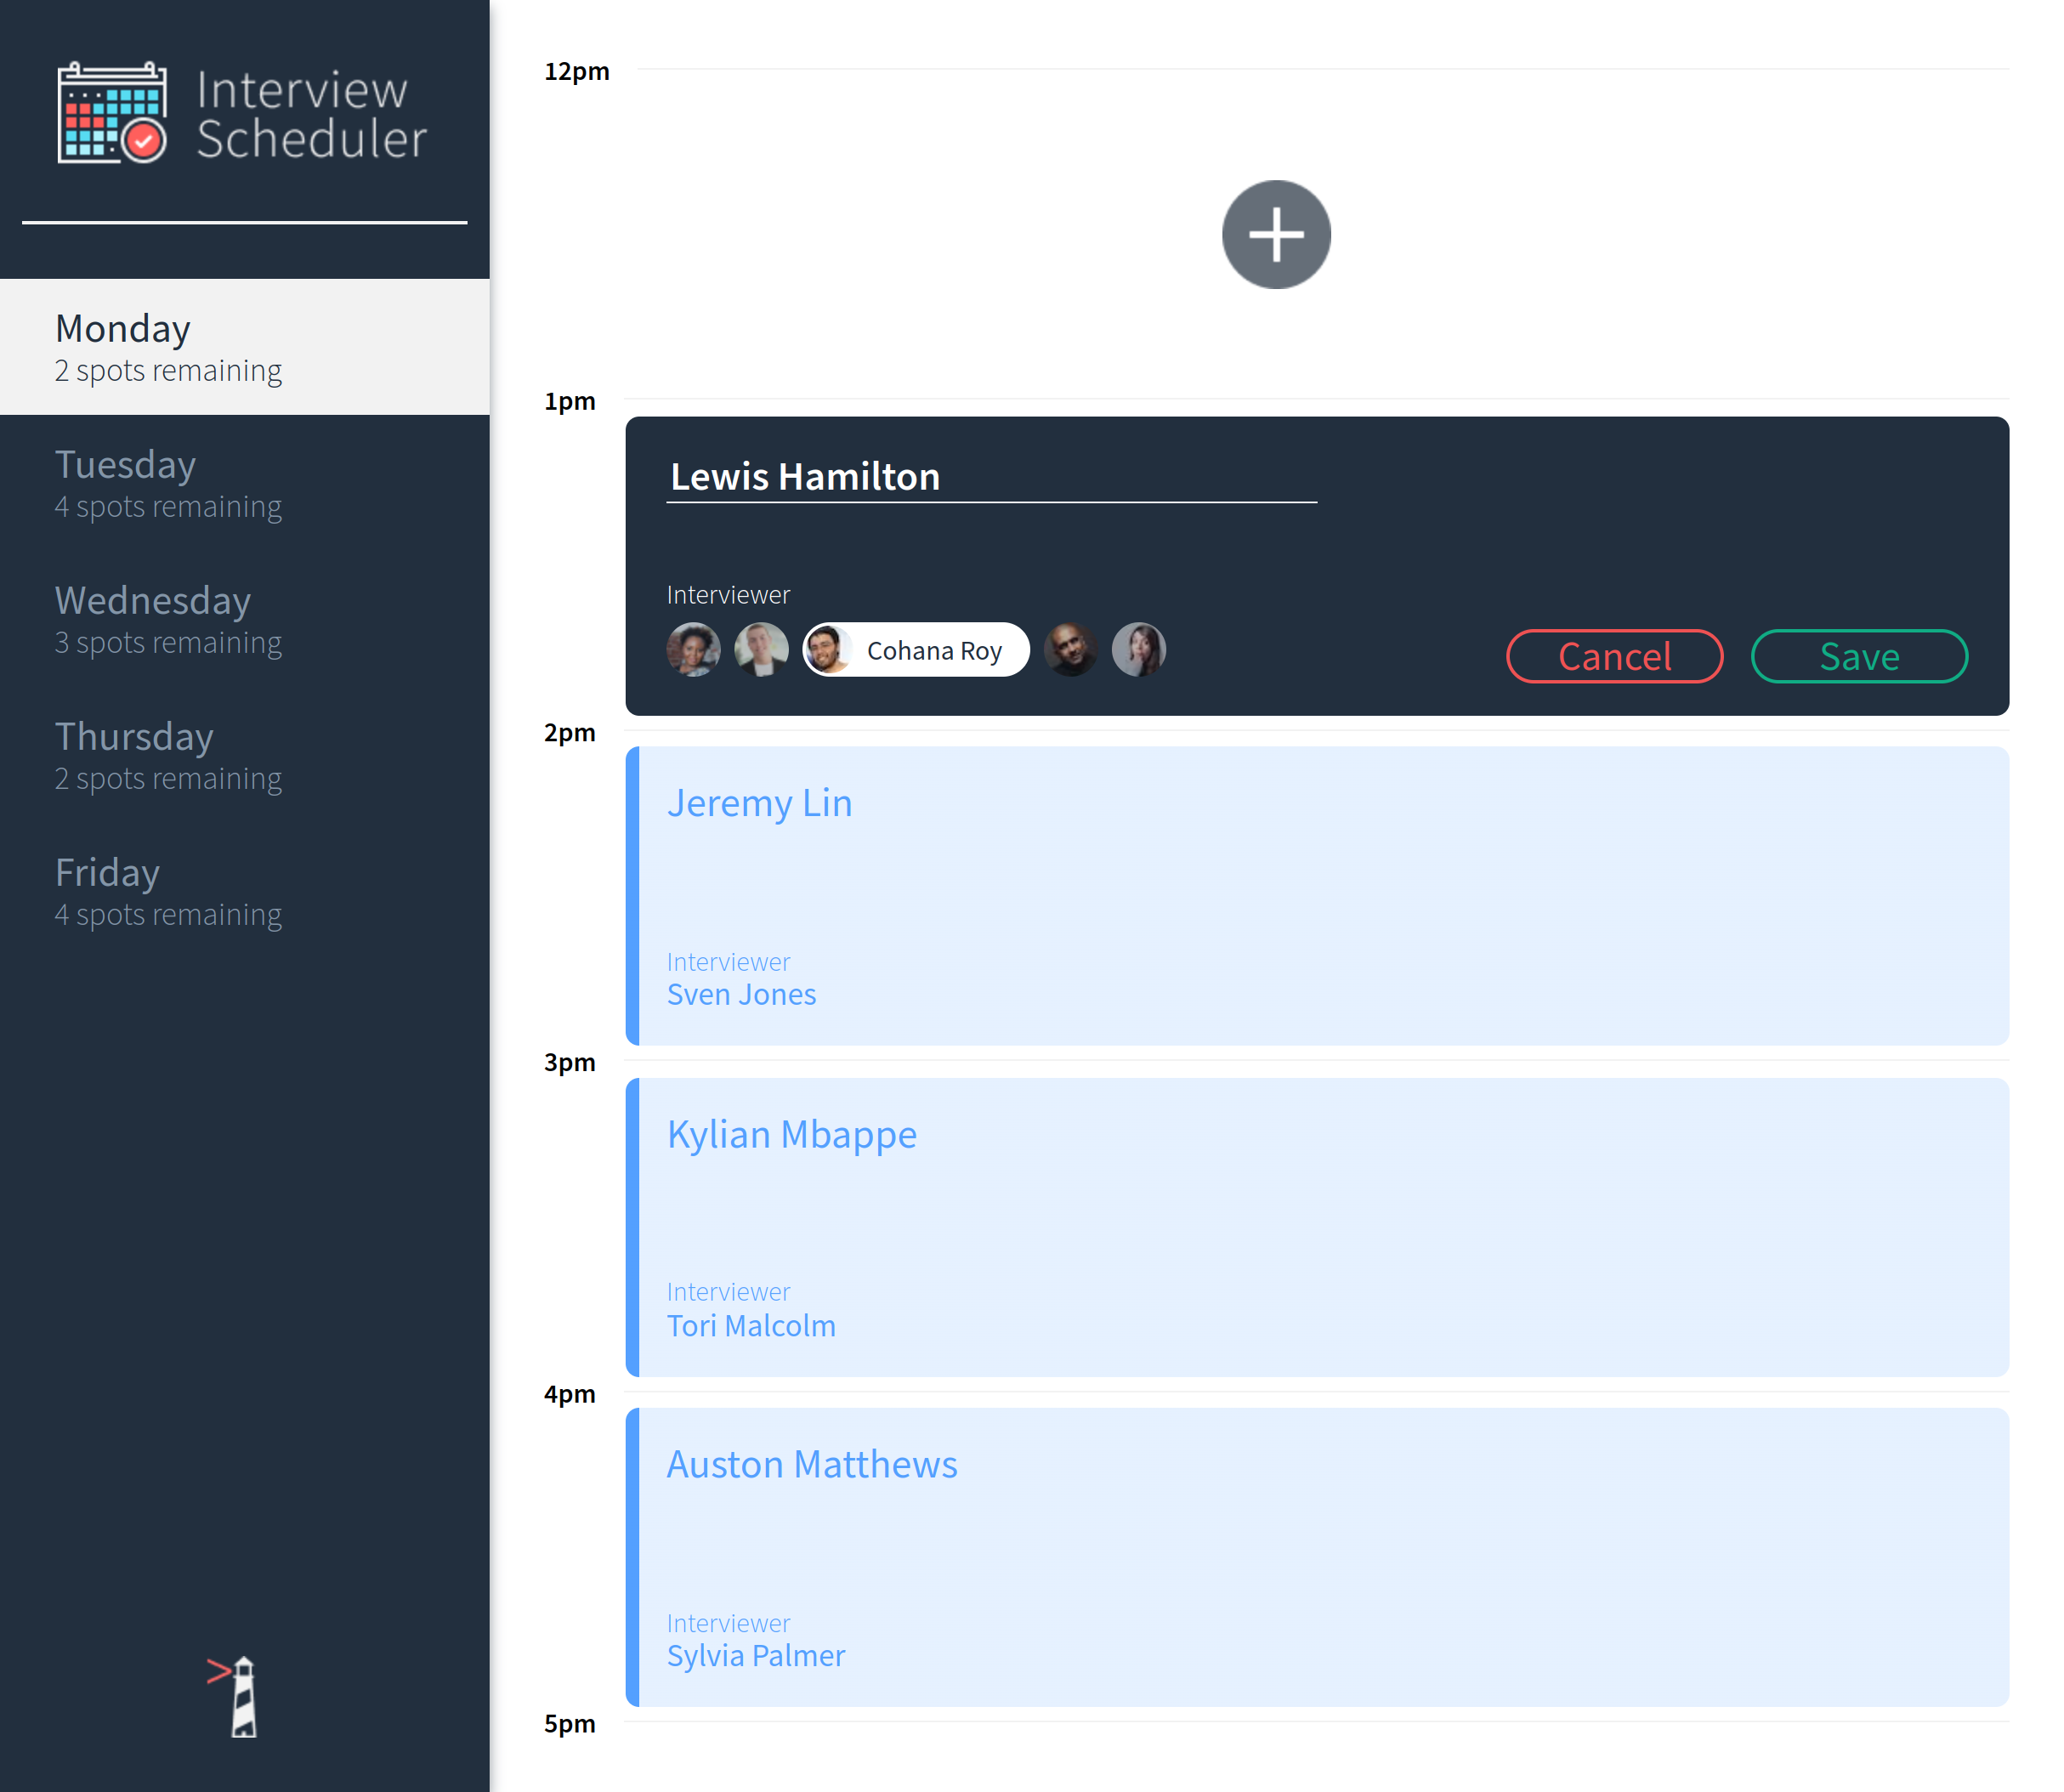 Interview
Scheduler
Monday
2 spots remaining
Tuesday
4 spots remaining
Wednesday
3 spots remaining
Thursday
2 spots remaining
Friday
4 spots remaining
12pm
1pm
Lewis Hamilton
Interviewer
Cohana Roy
Cancel
Save
2pm
Jeremy Lin
Interviewer
Sven Jones
3pm
Kylian Mbappe
Interviewer
Tori Malcolm
4pm
Auston Matthews
Interviewer
Sylvia Palmer
5pm